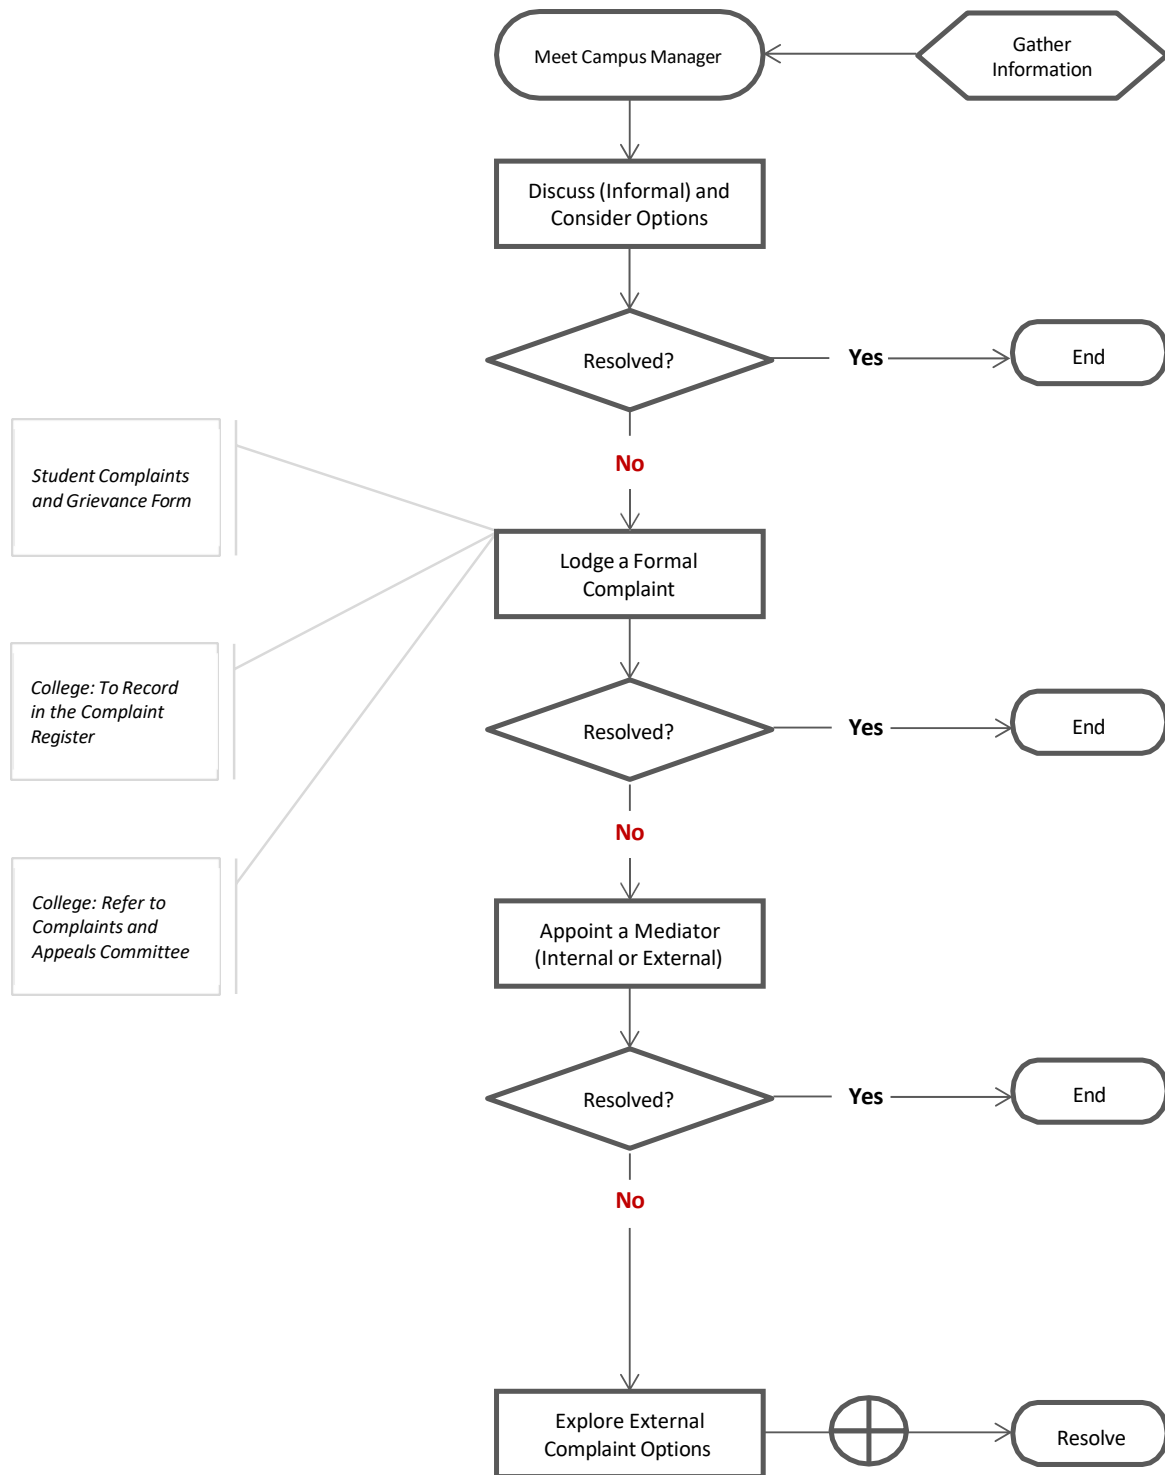 Meet Campus Manager
Gather
Information
Discuss (Informal) and
Consider Options
Resolved?
Yes
End
No
Student Complaints
and Grievance Form
Lodge a Formal
Complaint
College: To Record
in the Complaint
Register
Resolved?
Yes
End
No
College: Refer to
Complaints and
Appeals Committee
Appoint a Mediator
(Internal or External)
Resolved?
Yes
End
No
Explore External
Complaint Options
Resolve